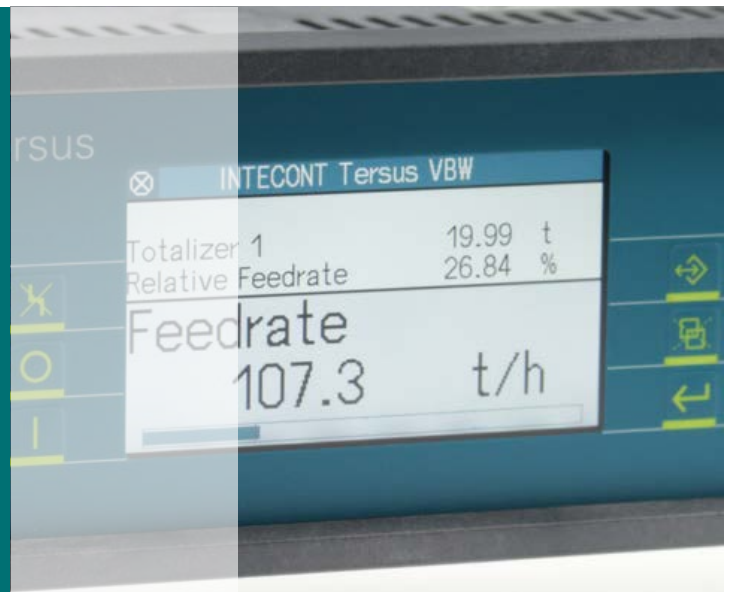 rsus
INTECONT Tersus VBW
Totalizer 1 19.99 t
Relative Feedrate 26.84 %
Feedrate
107.3 t/h